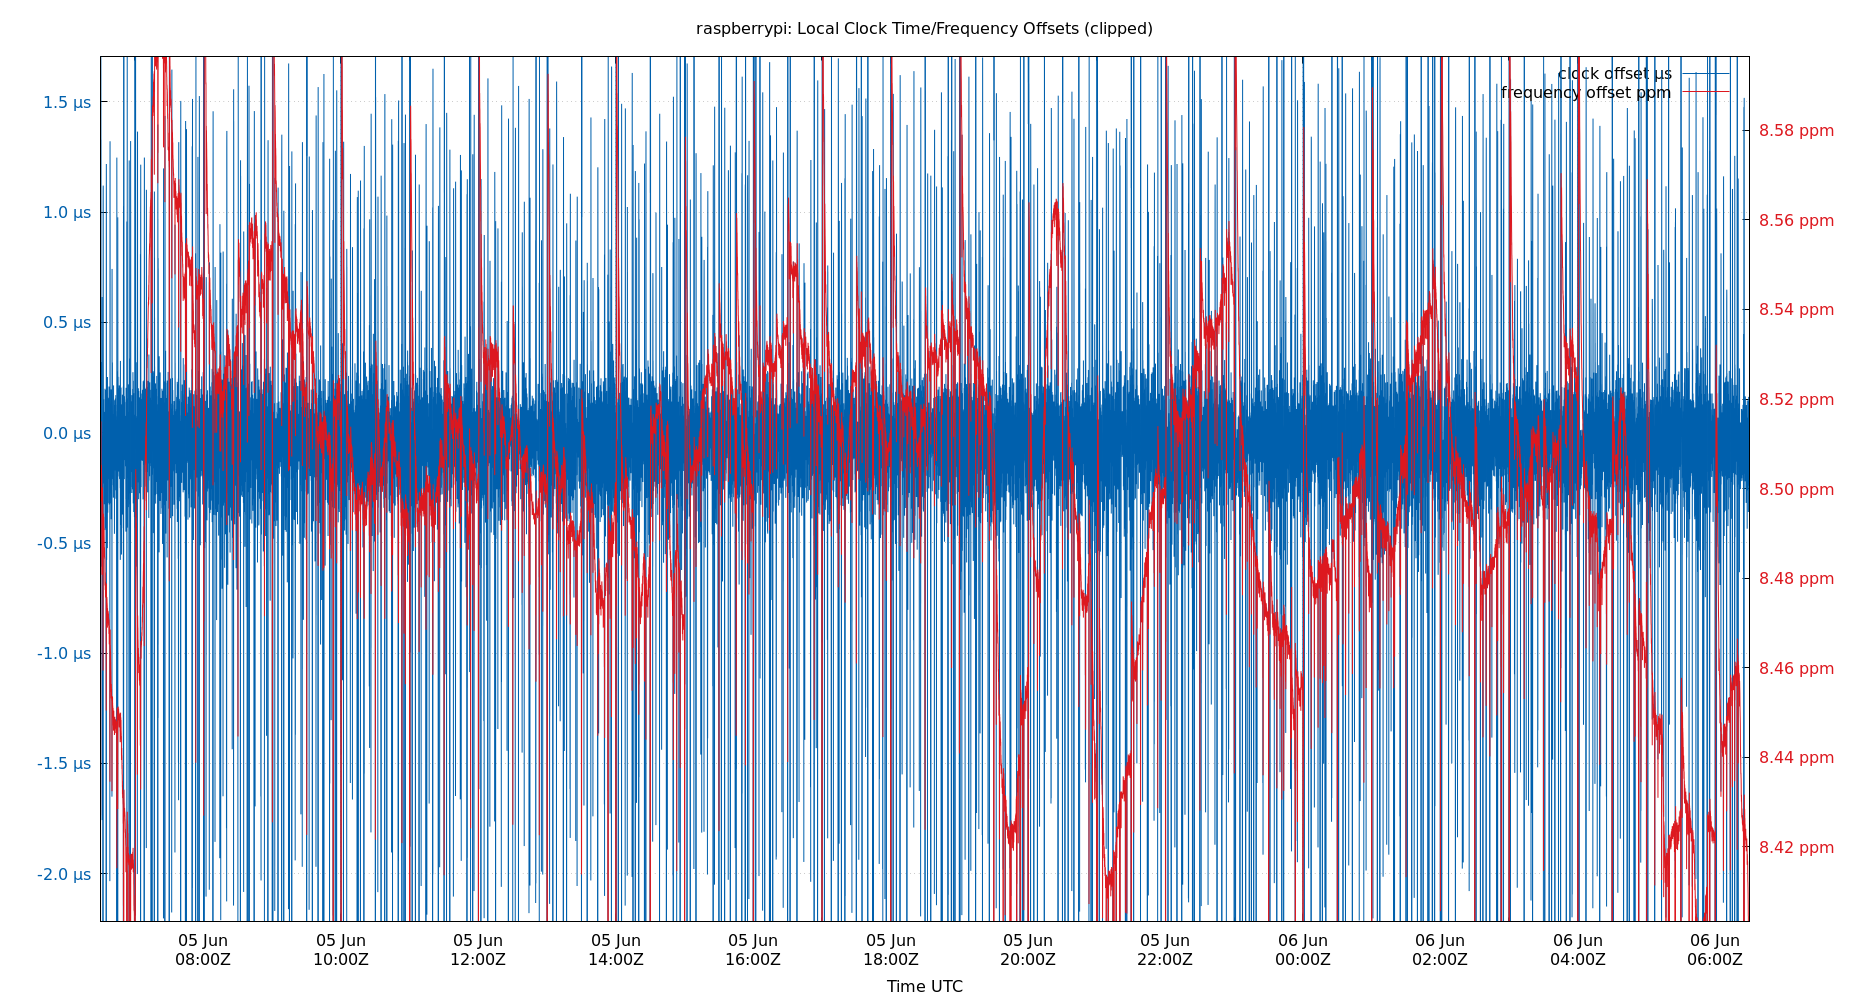 raspberrypi: Local Clock Time/Frequency Offsets (clipped)
clock offset µs
frequency offset ppm
1.5 µs
1.0 µs
0.5 µs
0.0 µs
-0.5 µs
-1.0 µs
-1.5 µs
-2.0 µs
8.58 ppm
8.56 ppm
8.54 ppm
8.52 ppm
8.50 ppm
8.48 ppm
8.46 ppm
8.44 ppm
8.42 ppm
05 Jun 05 Jun 05 Jun 05 Jun 05 Jun 05 Jun 05 Jun 05 Jun 06 Jun 06 Jun 06 Jun 06 Jun
08:00Z 10:00Z 12:00Z 14:00Z 16:00Z 18:00Z 20:00Z 22:00Z 00:00Z 02:00Z 04:00Z 06:00Z
Time UTC